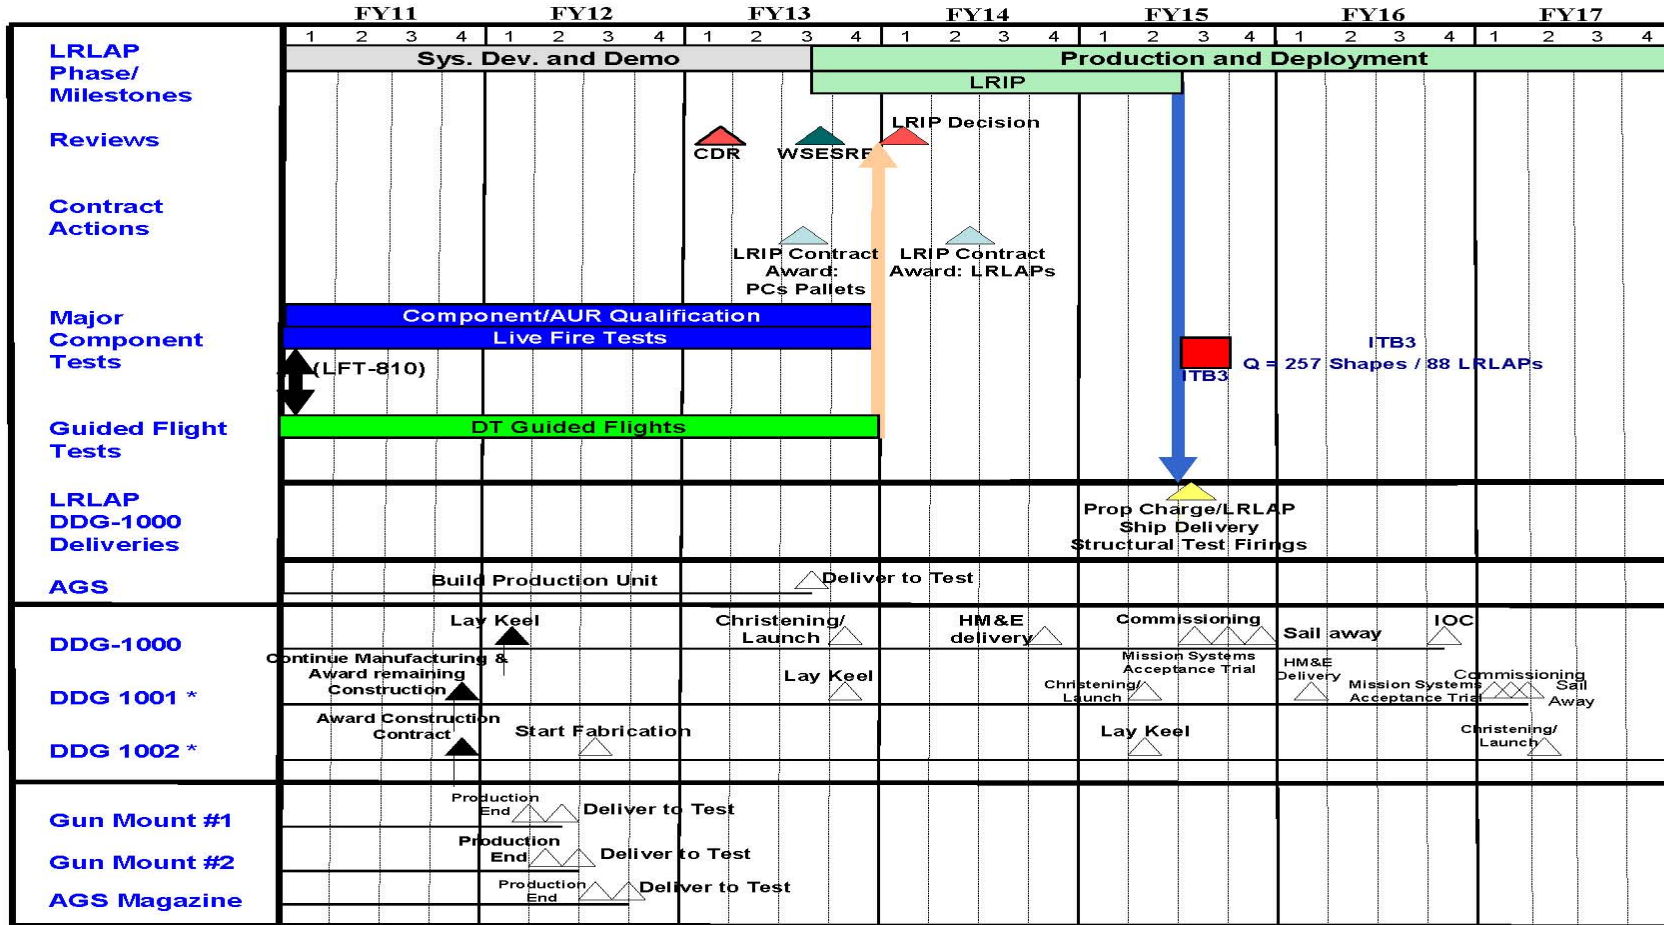 FY11 FY12 FY13 FY14 FY15 FY16 FY17
1 2 3 4 1 2 3 4 1 2 3 4 1 2 3 4 1 2 3 4 1 2 3 4 1 2 3 4
LRLAP
Phase/
Milestones
Sys. Dev. and Demo
Production and Deployment
LRIP
Reviews
CDR
WSESRB
LRIP Decision
Contract
Actions
LRIP Contract
Award:
PCs Pallets
LRIP Contract
Award: LRLAPs
Major
Component
Tests
Component/AUR Qualification
Live Fire Tests
(LFT-810)
ITB3
ITB3
Q = 257 Shapes / 88 LRLAPs
Guided Flight
Tests
DT Guided Flights
LRLAP
DDG-1000
Deliveries
Prop Charge/LRLAP
Ship Delivery
Structural Test Firings
AGS
Build Production Unit
Deliver to Test
DDG-1000
Lay Keel
Christening/
Launch
HM&E
delivery
Commissioning
Mission Systems
Acceptance Trial
Sail away
IOC
DDG 1001 *
Continue Manufacturing &
Award remaining
Construction
Lay Keel
Christening/
Launch
HM&E
Delivery
Mission Systems
Acceptance Trial
Commissioning
Sail
Away
DDG 1002 *
Award Construction
Contract
Start Fabrication
Lay Keel
Christening/
Launch
Gun Mount #1
Production
End
Deliver to Test
Gun Mount #2
Production
End
Deliver to Test
AGS Magazine
Production
End
Deliver to Test